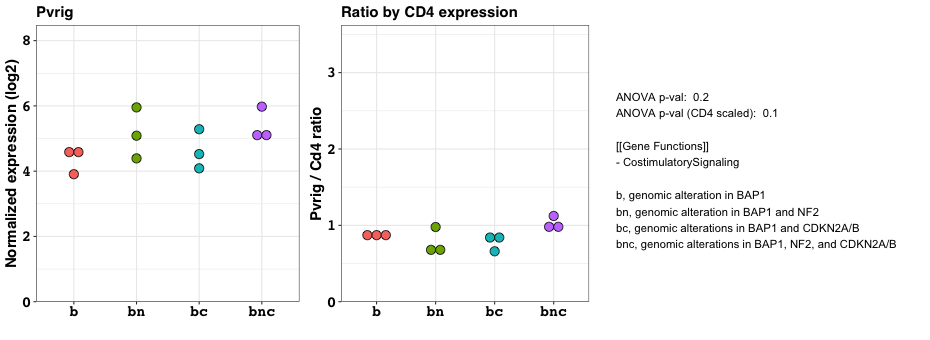 Pvrig
Normalized expression (log2)
8
6
4
2
0
b
bn
bc
bnc
Ratio by CD4 expression
Pvrig / Cd4 ratio
3
2
1
0
b
bn
bc
bnc
ANOVA p-val:  0.2
ANOVA p-val (CD4 scaled):  0.1
[[Gene Functions]]
- CostimulatorySignaling
b, genomic alteration in BAP1
bn, genomic alteration in BAP1 and NF2
bc, genomic alterations in BAP1 and CDKN2A/B
bnc, genomic alterations in BAP1, NF2, and CDKN2A/B